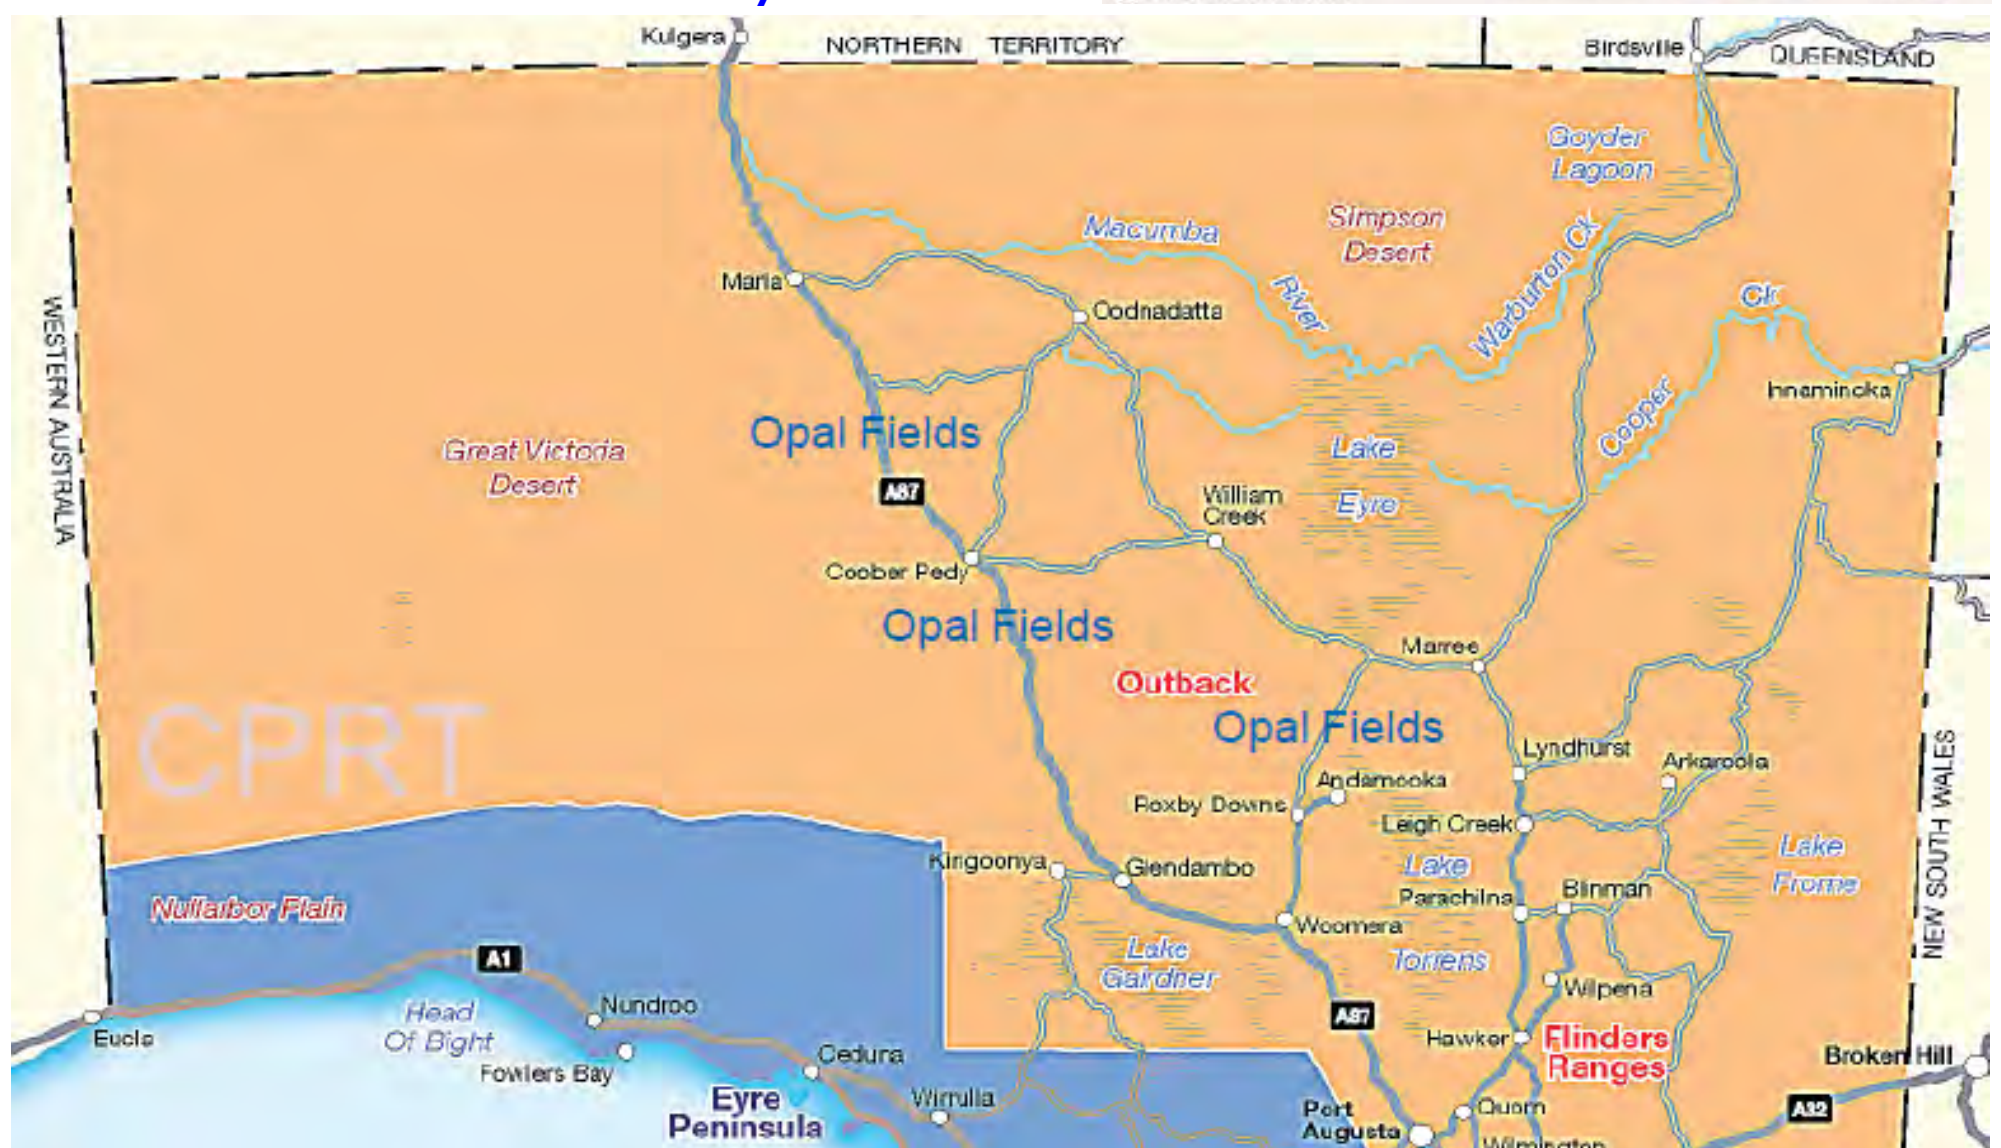 Kulgera
NORTHERN TERRITORY
Birdsville
QUEENSLAND
Goyder
Lagoon
Simpson
Desert
Macumba
River
Warburton Ck
Marla
Oodnadatta
Ck
Cooper
Innamincka
WESTERN AUSTRALIA
Opal Fields
Great Victoria
Desert
A87
Lake
Eyre
William
Creek
Coober Pedy
Opal Fields
Marree
Outback
Opal Fields
CPRT
Lyndhurst
Arkaroola
Andamooka
Roxby Downs
Leigh Creek
NEW SOUTH WALES
Kingoonya
Glendambo
Lake
Torrens
Lake
Frome
Parachilna
Blinman
Nullarbor Plain
Woomera
A1
Lake
Gairdner
Wilpena
Head
Of Bight
Nundroo
A87
Hawker
Flinders
Ranges
Eucla
Fowlers Bay
Ceduna
Broken Hill
Eyre
Peninsula
Wirrulla
Port
Augusta
Quorn
A32
Wilmington